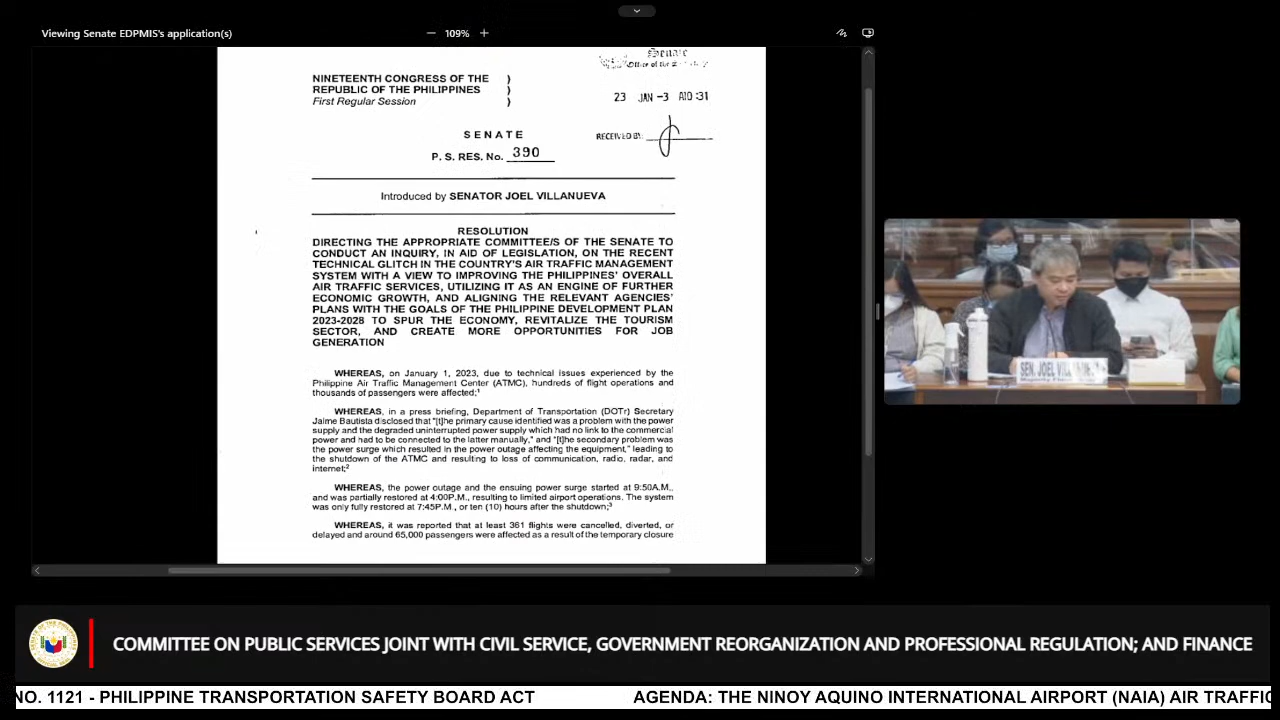 Viewing Senate EDPMIS's application(s)
109%
Senate
Office of the
NINETEENTH CONGRESS OF THE )
REPUBLIC OF THE PHILIPPINES )
First Regular Session )
23 JAN -3 A10:31
SENATE
RECEIVED BY:
P. S. RES. No. 390
Introduced by SENATOR JOEL VILLANUEVA
RESOLUTION
DIRECTING THE APPROPRIATE COMMITTEE/S OF THE SENATE TO
CONDUCT AN INQUIRY, IN AID OF LEGISLATION, ON THE RECENT
TECHNICAL GLITCH IN THE COUNTRY'S AIR TRAFFIC MANAGEMENT
SYSTEM WITH A VIEW TO IMPROVING THE PHILIPPINES' OVERALL
AIR TRAFFIC SERVICES, UTILIZING IT AS AN ENGINE OF FURTHER
ECONOMIC GROWTH, AND ALIGNING THE RELEVANT AGENCIES'
PLANS WITH THE GOALS OF THE PHILIPPINE DEVELOPMENT PLAN
2023-2028 TO SPUR THE ECONOMY, REVITALIZE THE TOURISM
SECTOR, AND CREATE MORE OPPORTUNITIES FOR JOB
GENERATION
WHEREAS, on January 1, 2023, due to technical issues experienced by the
Philippine Air Traffic Management Center (ATMC), hundreds of flight operations and
thousands of passengers were affected;1
WHEREAS, in a press briefing, Department of Transportation (DOTr) Secretary
Jaime Bautista disclosed that "[t]he primary cause identified was a problem with the power
supply and the degraded uninterrupted power supply which had no link to the commercial
power and had to be connected to the latter manually," and "[t]he secondary problem was
the power surge which resulted in the power outage affecting the equipment," leading to
the shutdown of the ATMC and resulting to loss of communication, radio, radar, and
internet;2
WHEREAS, the power outage and the ensuing power surge started at 9:50A.M.,
and was partially restored at 4:00P.M., resulting to limited airport operations. The system
was only fully restored at 7:45P.M., or ten (10) hours after the shutdown;3
WHEREAS, it was reported that at least 361 flights were cancelled, diverted, or
delayed and around 65,000 passengers were affected as a result of the temporary closure
SEN. JOEL VILLANUEVA
COMMITTEE ON PUBLIC SERVICES JOINT WITH CIVIL SERVICE, GOVERNMENT REORGANIZATION AND PROFESSIONAL REGULATION; AND FINANCE
NO. 1121 - PHILIPPINE TRANSPORTATION SAFETY BOARD ACT AGENDA: THE NINOY AQUINO INTERNATIONAL AIRPORT (NAIA) AIR TRAFFIC